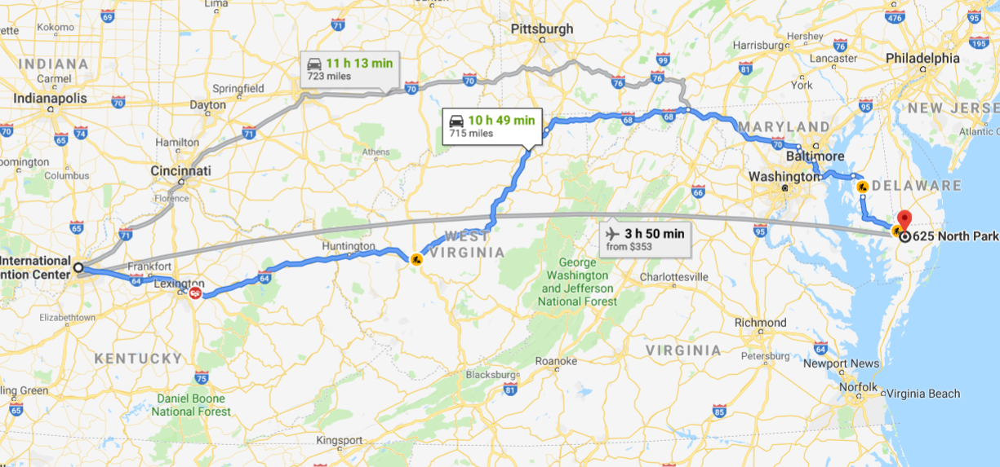 Lima
Canton
69
71
Pittsburgh
476
95
Kokomo
ette
Harrisburg
Hershey
76
195
INDIANA
11 h 13 min
723 miles
99
81
Lancaster
Philadelphia
Carmel
Springfield
70
70
76
76
York
Indianapolis
70
Dayton
95
NEW JERSE
10 h 49 min
715 miles
68
68
MARYLAND
70
74
65
71
Hamilton
70
Atlantic C
oomington
Columbus
Athens
Baltimore
Cincinnati
Washington
DELAWARE
Florence
66
65
71
3 h 50 min
from $353
95
625 North Park
WEST
VIRGINIA
Huntington
International
ntion Center
Frankfort
64
Lexington
64
George
Washington
and Jefferson
National Forest
Charlottesville
Elizabethtown
Richmond
KENTUCKY
VIRGINIA
64
Petersburg
Roanoke
Newport News
75
Blacksburg
81
Norfolk
Virginia Beach
ling Green
65
Daniel Boone
National Forest
85
Kingsport